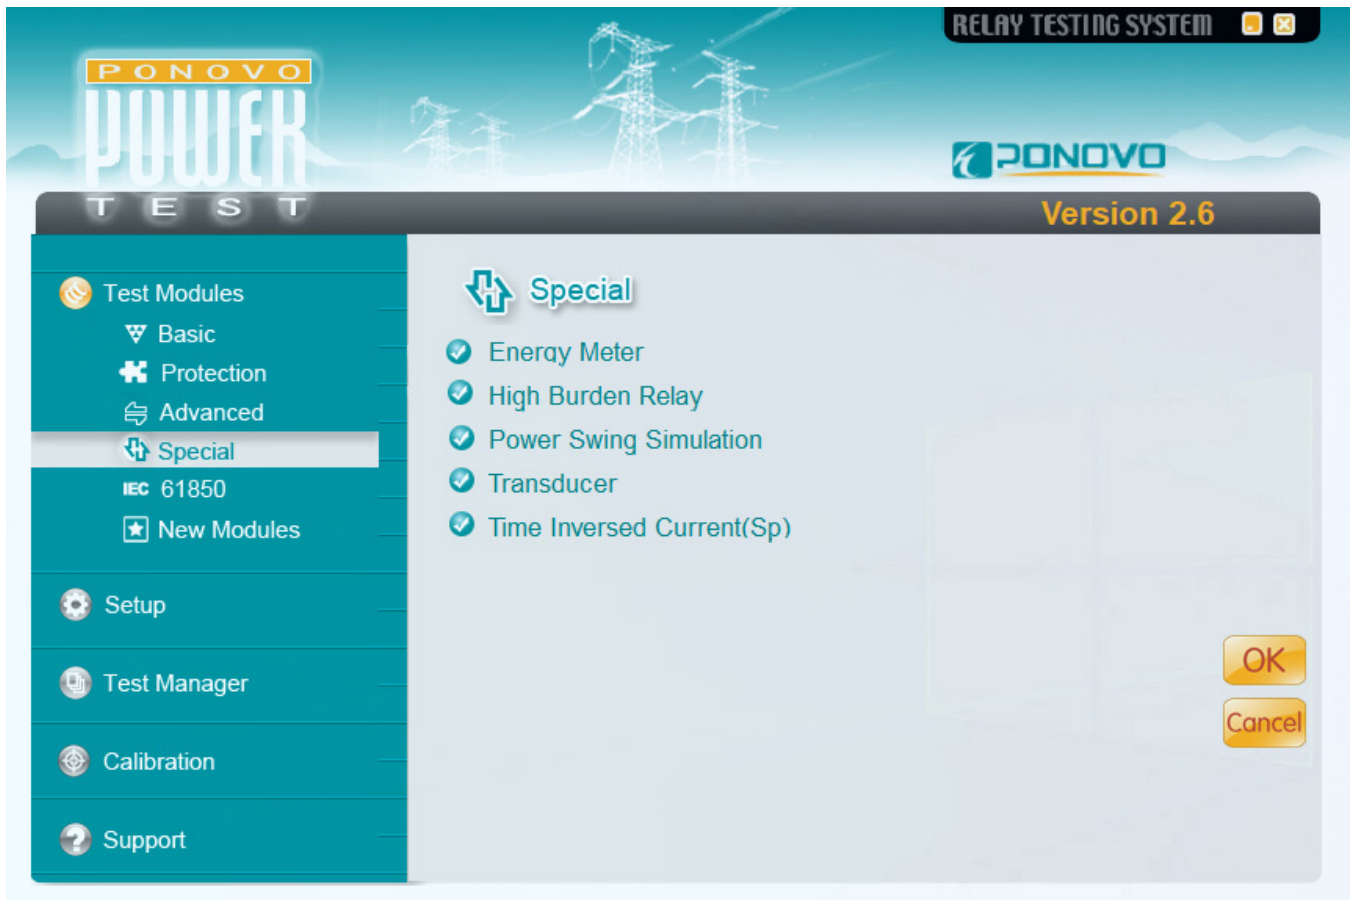 RELAY TESTING SYSTEM
PONOVO
POWER
TEST
PONOVO
Version 2.6
Test Modules
Basic
Protection
Advanced
Special
IEC 61850
New Modules
Setup
Test Manager
Calibration
Support
Special
Energy Meter
High Burden Relay
Power Swing Simulation
Transducer
Time Inversed Current(Sp)
OK
Cancel